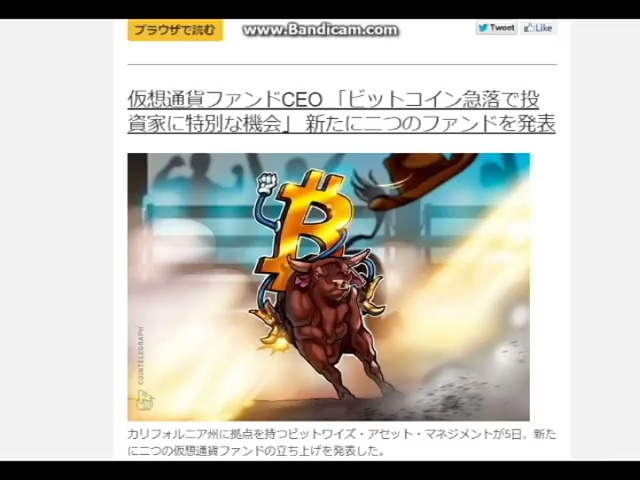 ブラウザで読む
www.Bandicam.com
Tweet
Like
仮想通貨ファンドCEO 「ビットコイン急落で投
資家に特別な機会」 新たに二つのファンドを発表
COINTELEGRAPH
カリフォルニア州に拠点を持つビットワイズ・アセット・マネジメントが5日、新た
に二つの仮想通貨ファンドの立ち上げを発表した。